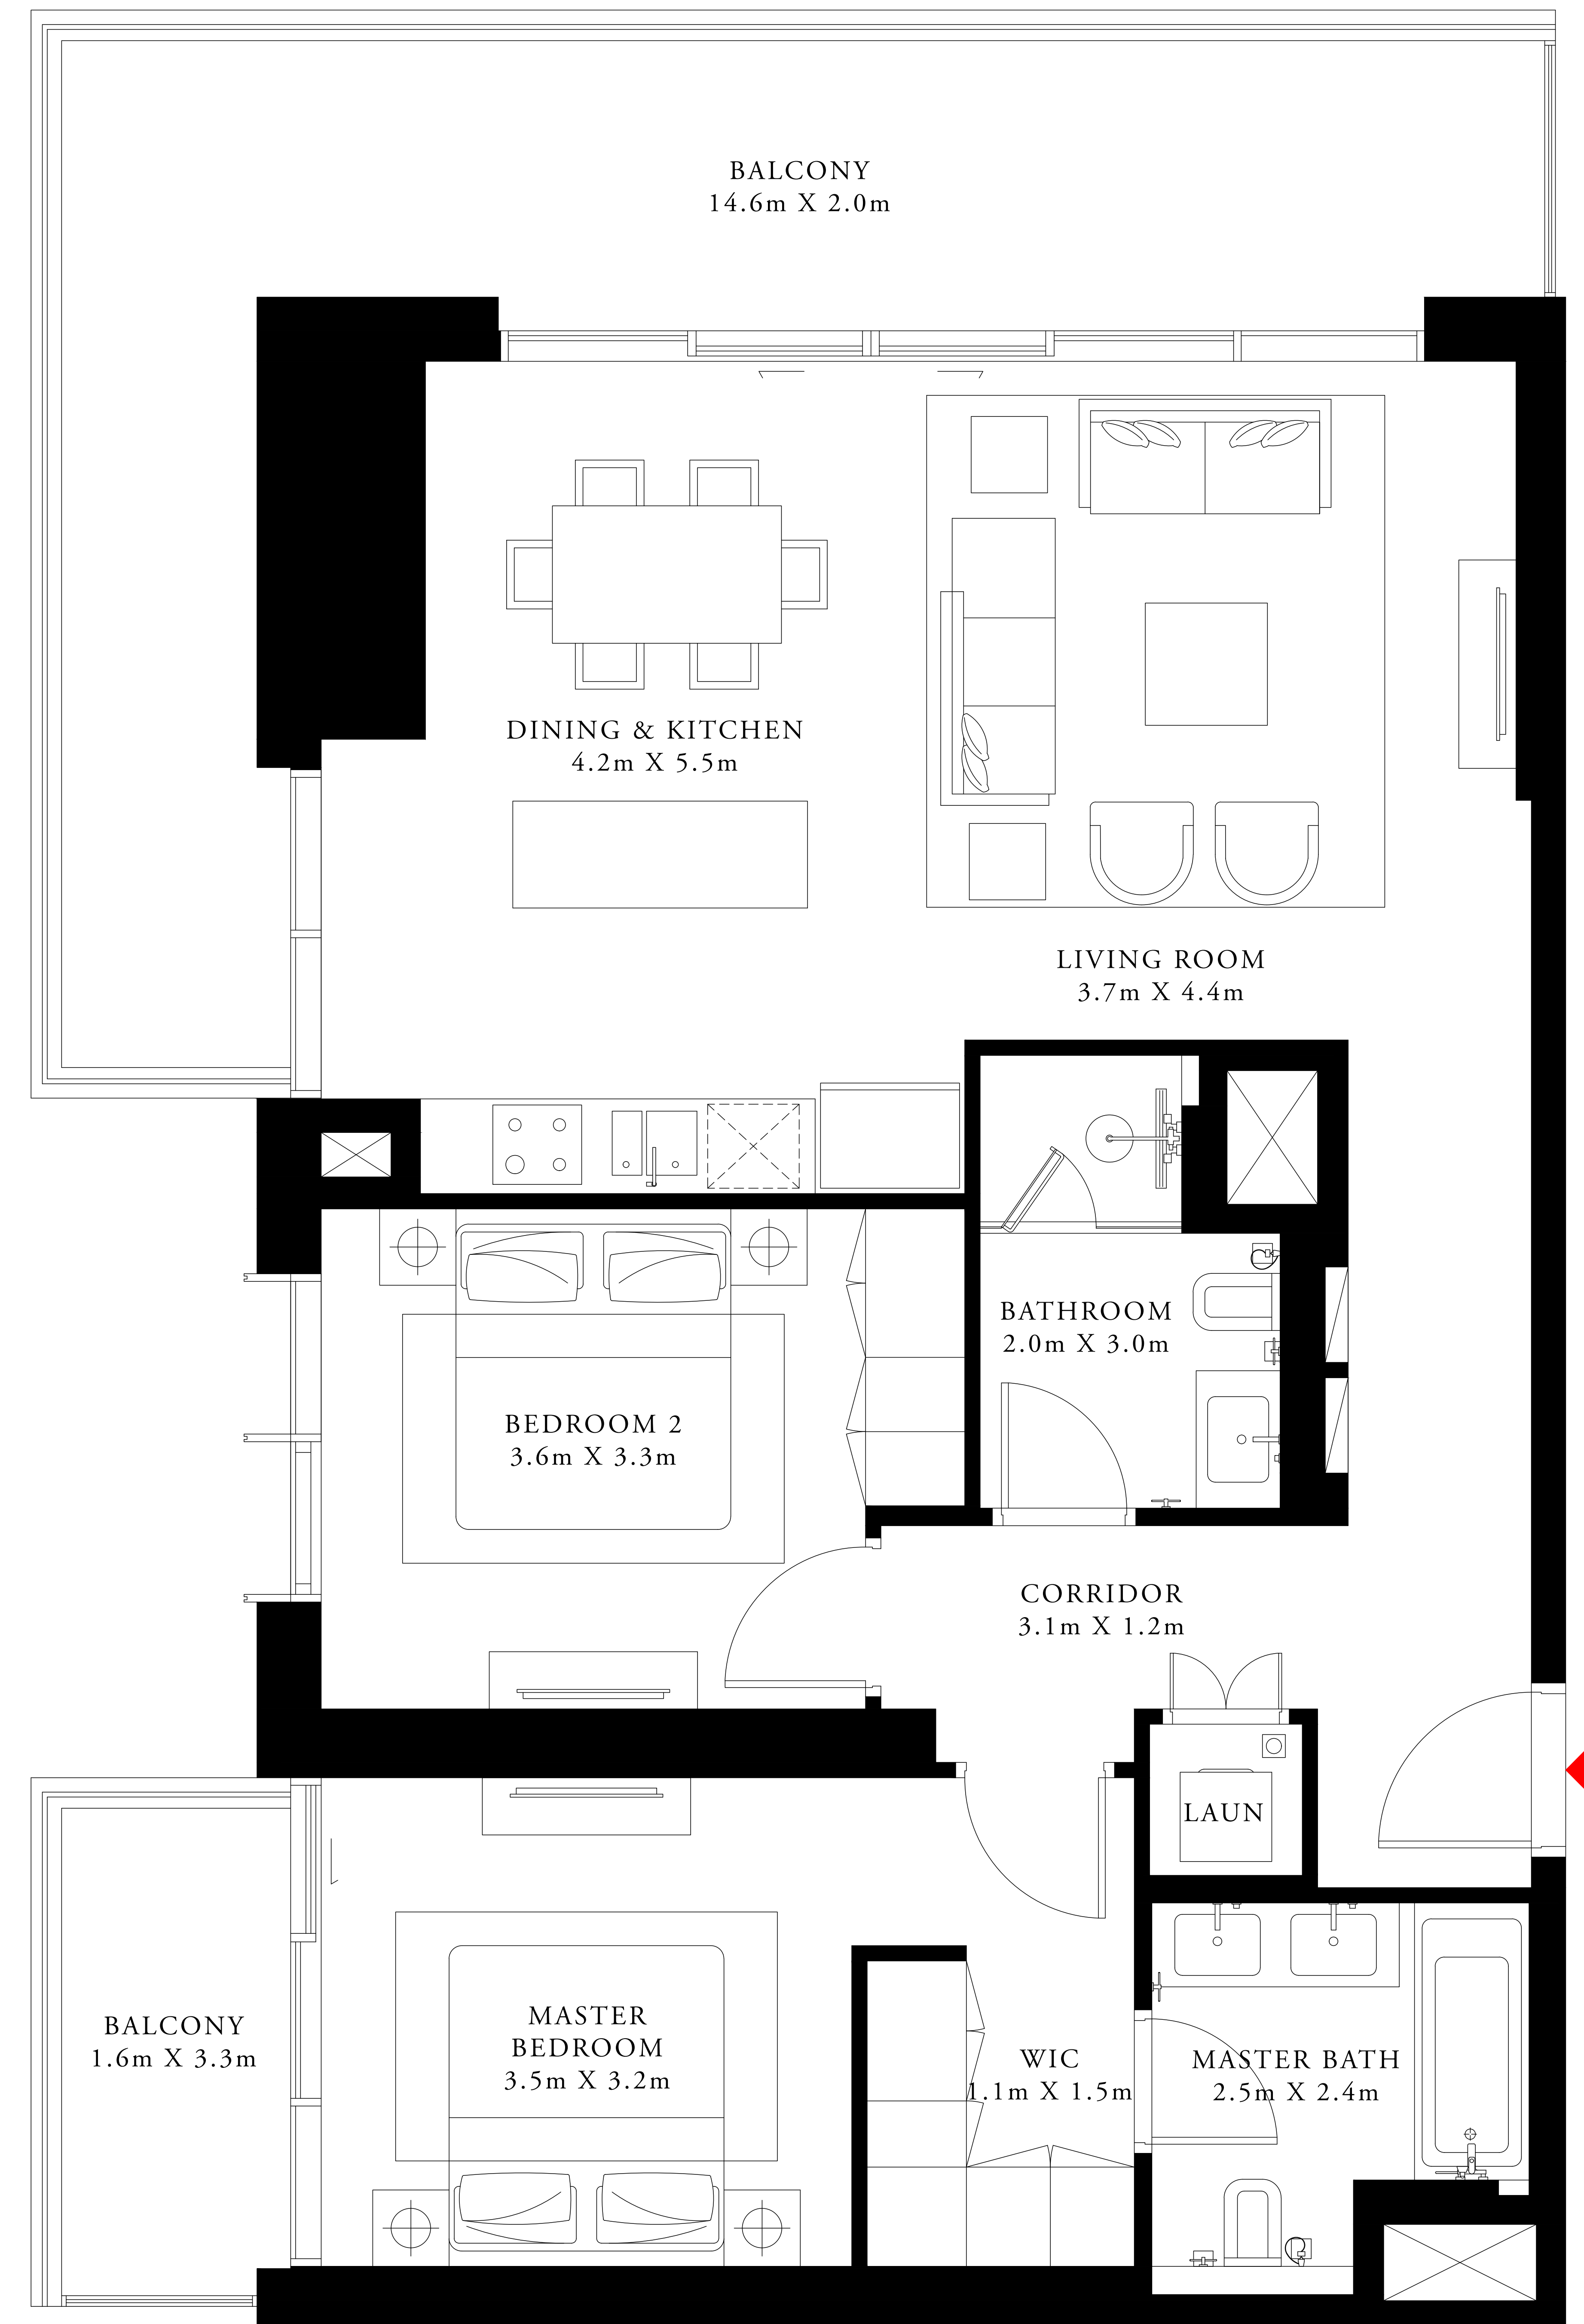 BALCONY
14.6m X 2.0m
DINING & KITCHEN
4.2m X 5.5m
LIVING ROOM
3.7m X 4.4m
BATHROOM
2.0m X 3.0m
BEDROOM 2
3.6m X 3.3m
CORRIDOR
3.1m X 1.2m
LAUN
BALCONY
1.6m X 3.3m
MASTER
BEDROOM
3.5m X 3.2m
WIC
1.1m X 1.5m
MASTER BATH
2.5m X 2.4m